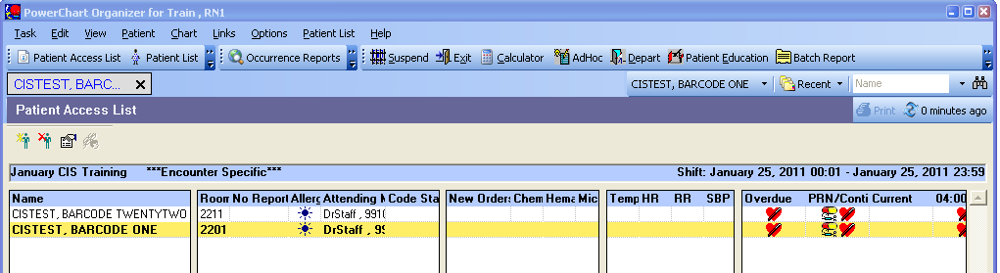 PowerChart Organizer for Train , RN1
Task Edit View Patient Chart Links Options Patient List Help
Patient Access List Patient List Occurrence Reports Suspend Exit Calculator AdHoc Depart Patient Education Batch Report
CISTEST, BARC... CISTEST, BARCODE ONE Recent Name
Patient Access List Print 0 minutes ago
January CIS Training ***Encounter Specific*** Shift: January 25, 2011 00:01 - January 25, 2011 23:59
Name Room No Report Allerg Attending M Code Sta New Orders Chem Hema Mic Temp HR RR SBP Overdue PRN/Conti Current 04:00
CISTEST, BARCODE TWENTYTWO 2211 DrStaff , 991(
CISTEST, BARCODE ONE 2201 DrStaff , 99